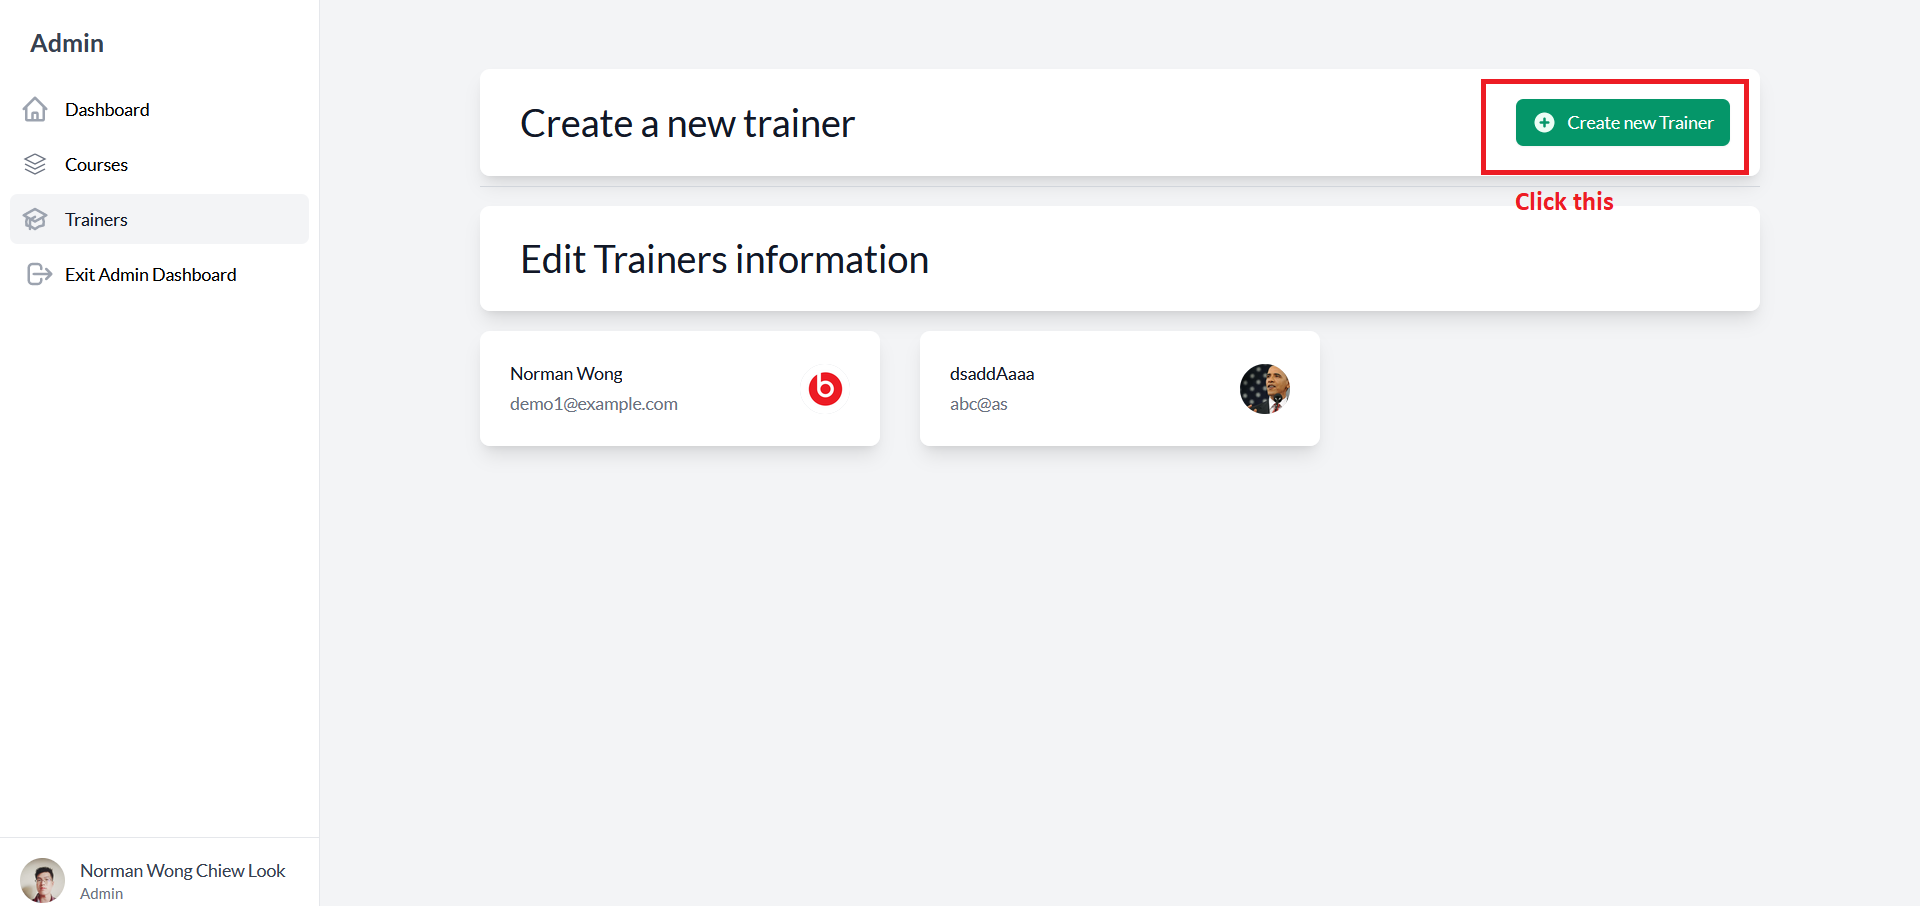 Admin
Dashboard
Courses
Trainers
Exit Admin Dashboard
Create a new trainer
Create new Trainer
Click this
Edit Trainers information
Norman Wong
demo1@example.com
dsaddAaaa
abc@as
Norman Wong Chiew Look
Admin